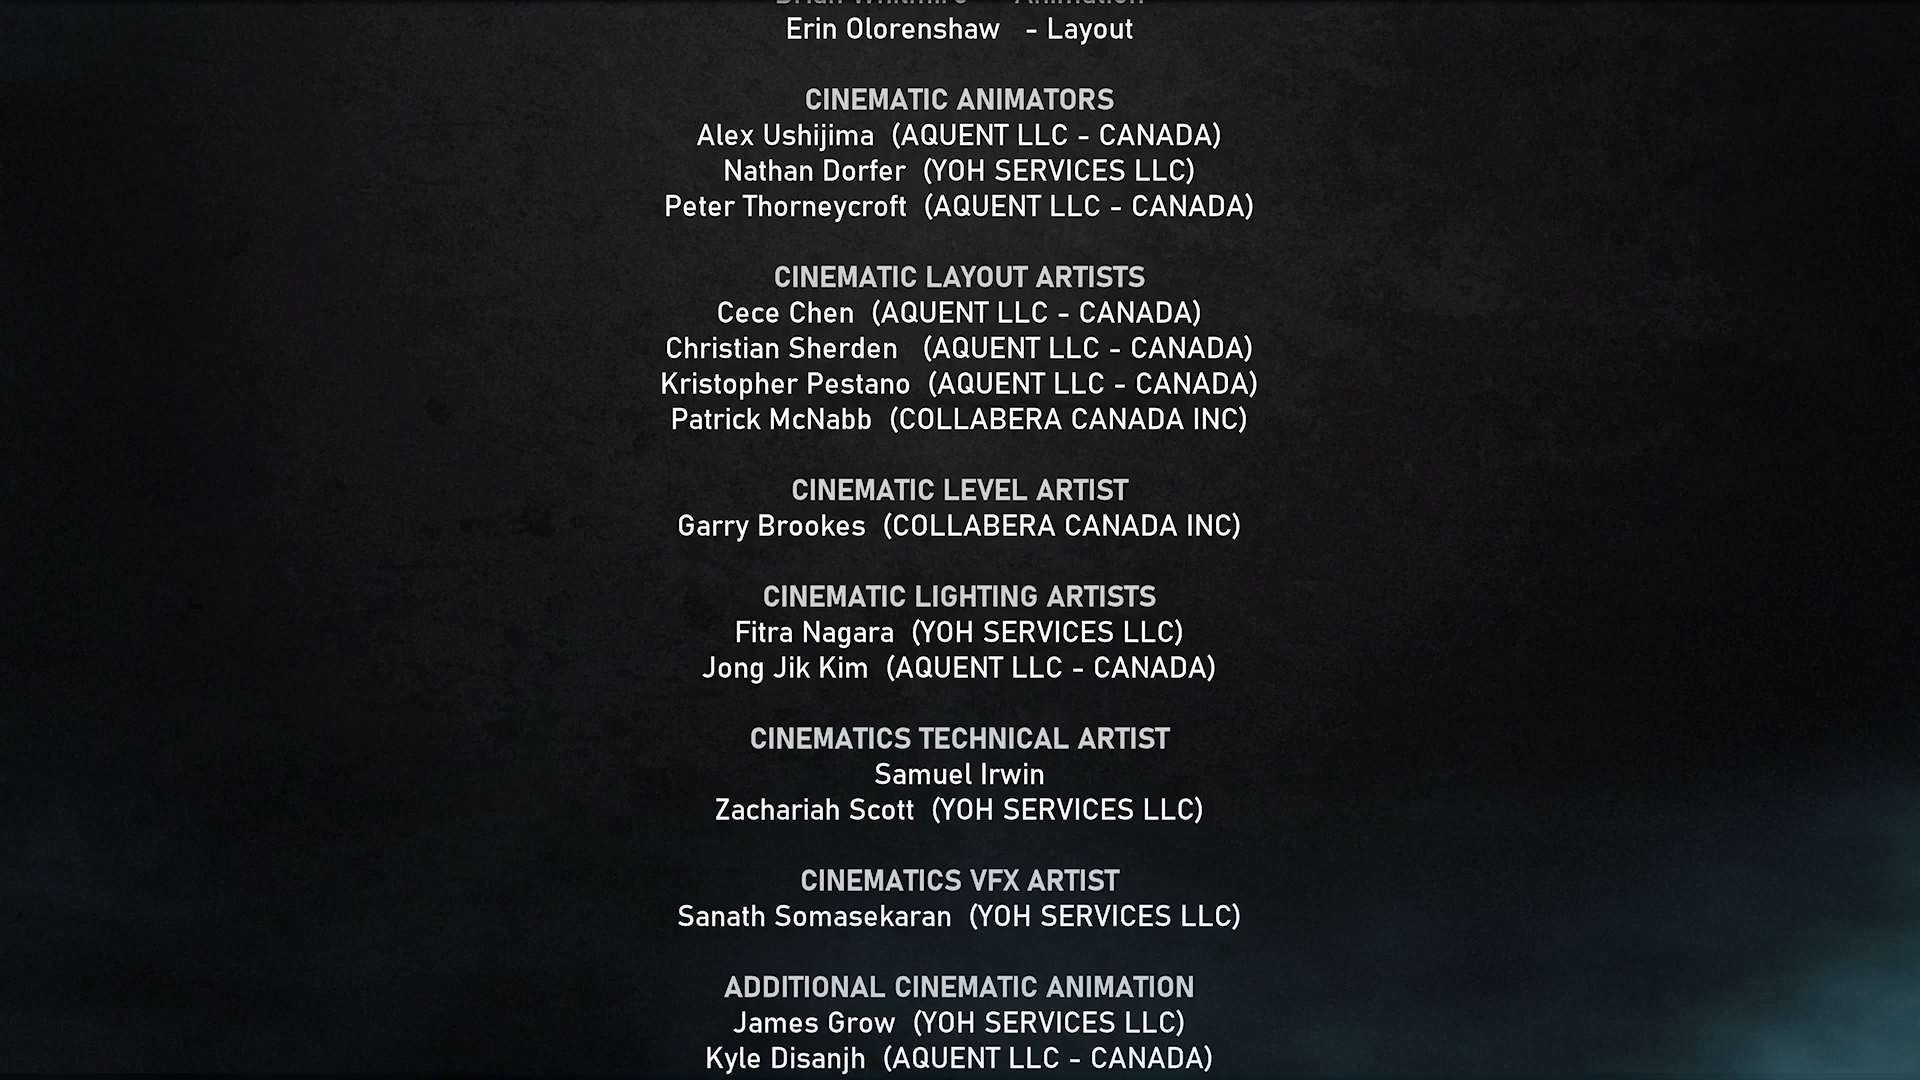 Erin Olorenshaw - Layout
CINEMATIC ANIMATORS
Alex Ushijima (AQUENT LLC - CANADA)
Nathan Dorfer (YOH SERVICES LLC)
Peter Thorneycroft (AQUENT LLC - CANADA)
CINEMATIC LAYOUT ARTISTS
Cece Chen (AQUENT LLC - CANADA)
Christian Sherden (AQUENT LLC - CANADA)
Kristopher Pestano (AQUENT LLC - CANADA)
Patrick McNabb (COLLABERA CANADA INC)
CINEMATIC LEVEL ARTIST
Garry Brookes (COLLABERA CANADA INC)
CINEMATIC LIGHTING ARTISTS
Fitra Nagara (YOH SERVICES LLC)
Jong Jik Kim (AQUENT LLC - CANADA)
CINEMATICS TECHNICAL ARTIST
Samuel Irwin
Zachariah Scott (YOH SERVICES LLC)
CINEMATICS VFX ARTIST
Sanath Somasekaran (YOH SERVICES LLC)
ADDITIONAL CINEMATIC ANIMATION
James Grow (YOH SERVICES LLC)
Kyle Disanjh (AQUENT LLC - CANADA)